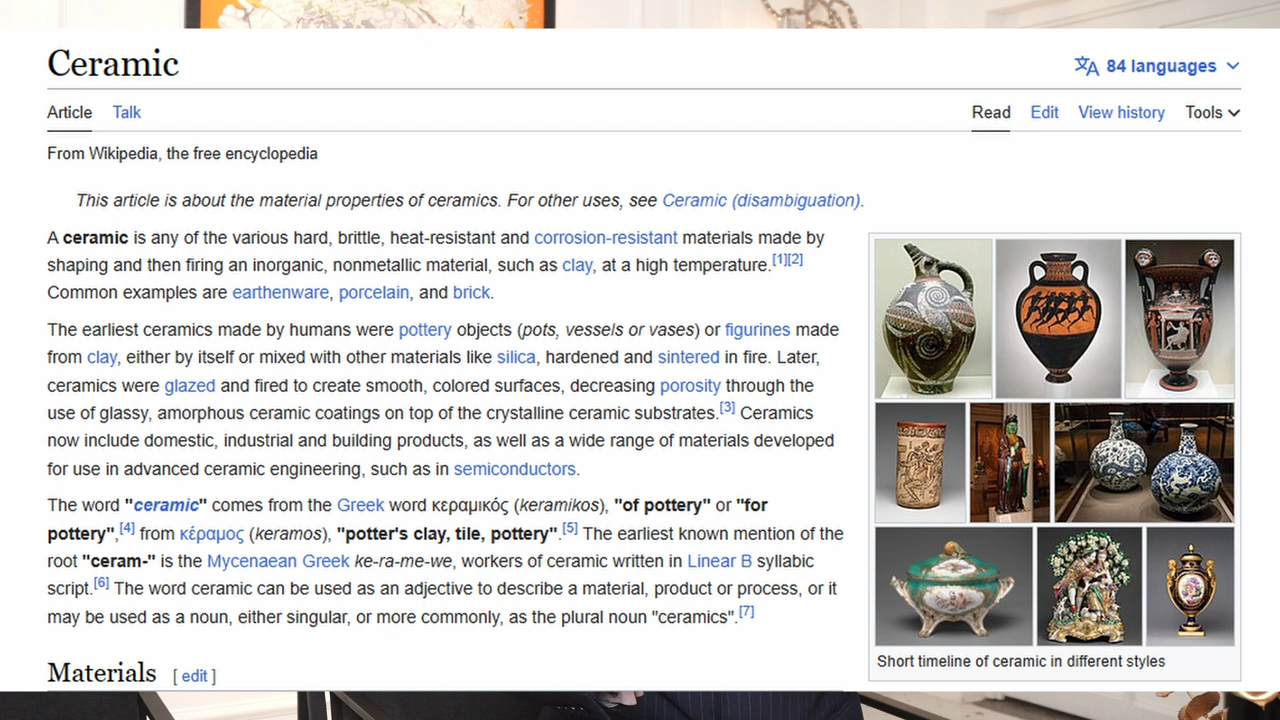 Ceramic
84 languages
Article Talk Read Edit View history Tools
From Wikipedia, the free encyclopedia
This article is about the material properties of ceramics. For other uses, see Ceramic (disambiguation).
A ceramic is any of the various hard, brittle, heat-resistant and corrosion-resistant materials made by
shaping and then firing an inorganic, nonmetallic material, such as clay, at a high temperature.[1][2]
Common examples are earthenware, porcelain, and brick.
The earliest ceramics made by humans were pottery objects (pots, vessels or vases) or figurines made
from clay, either by itself or mixed with other materials like silica, hardened and sintered in fire. Later,
ceramics were glazed and fired to create smooth, colored surfaces, decreasing porosity through the
use of glassy, amorphous ceramic coatings on top of the crystalline ceramic substrates.[3] Ceramics
now include domestic, industrial and building products, as well as a wide range of materials developed
for use in advanced ceramic engineering, such as in semiconductors.
The word "ceramic" comes from the Greek word κεραμικός (keramikos), "of pottery" or "for
pottery",[4] from κέραμος (keramos), "potter's clay, tile, pottery".[5] The earliest known mention of the
root "ceram-" is the Mycenaean Greek ke-ra-me-we, workers of ceramic written in Linear B syllabic
script.[6] The word ceramic can be used as an adjective to describe a material, product or process, or it
may be used as a noun, either singular, or more commonly, as the plural noun "ceramics".[7]
Short timeline of ceramic in different styles
Materials [ edit ]